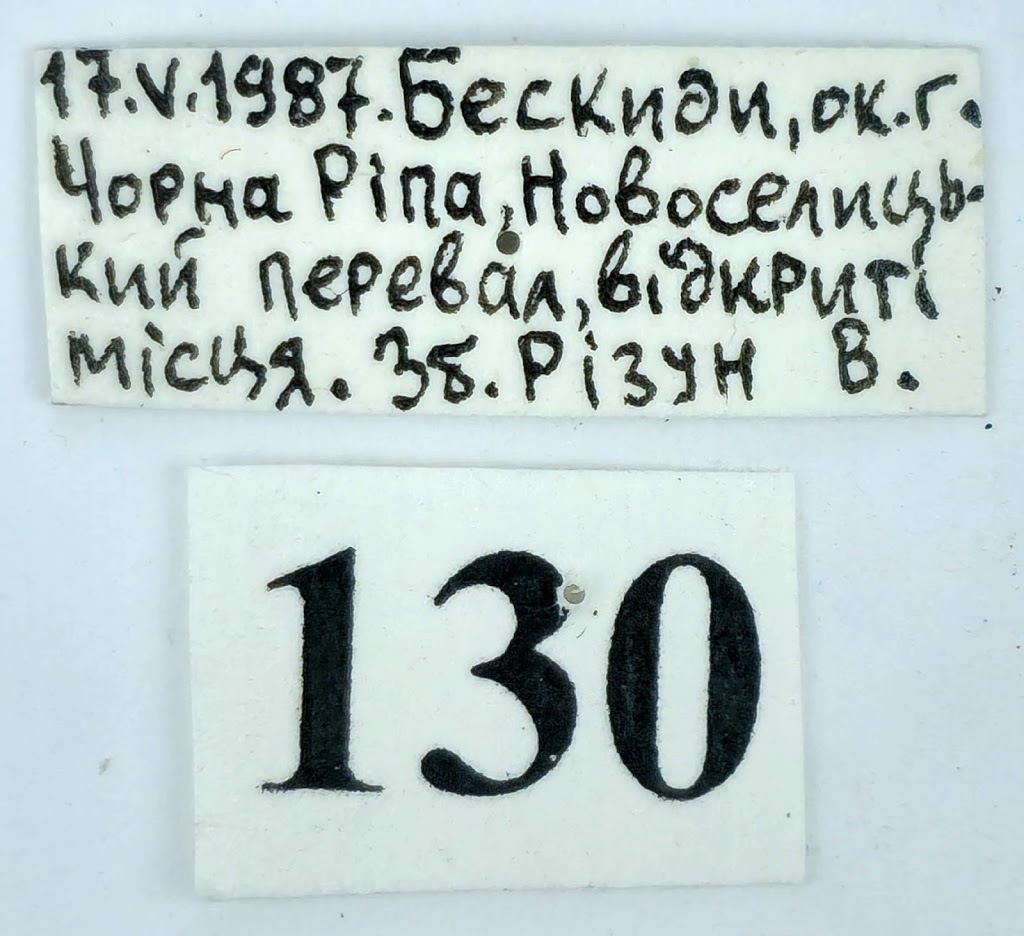 17.V.1987. Бескиди, ок. г.
Чорна Ріпа, Новоселиць-
кий перевал, відкриті
місця. Зб. Різун В.
130